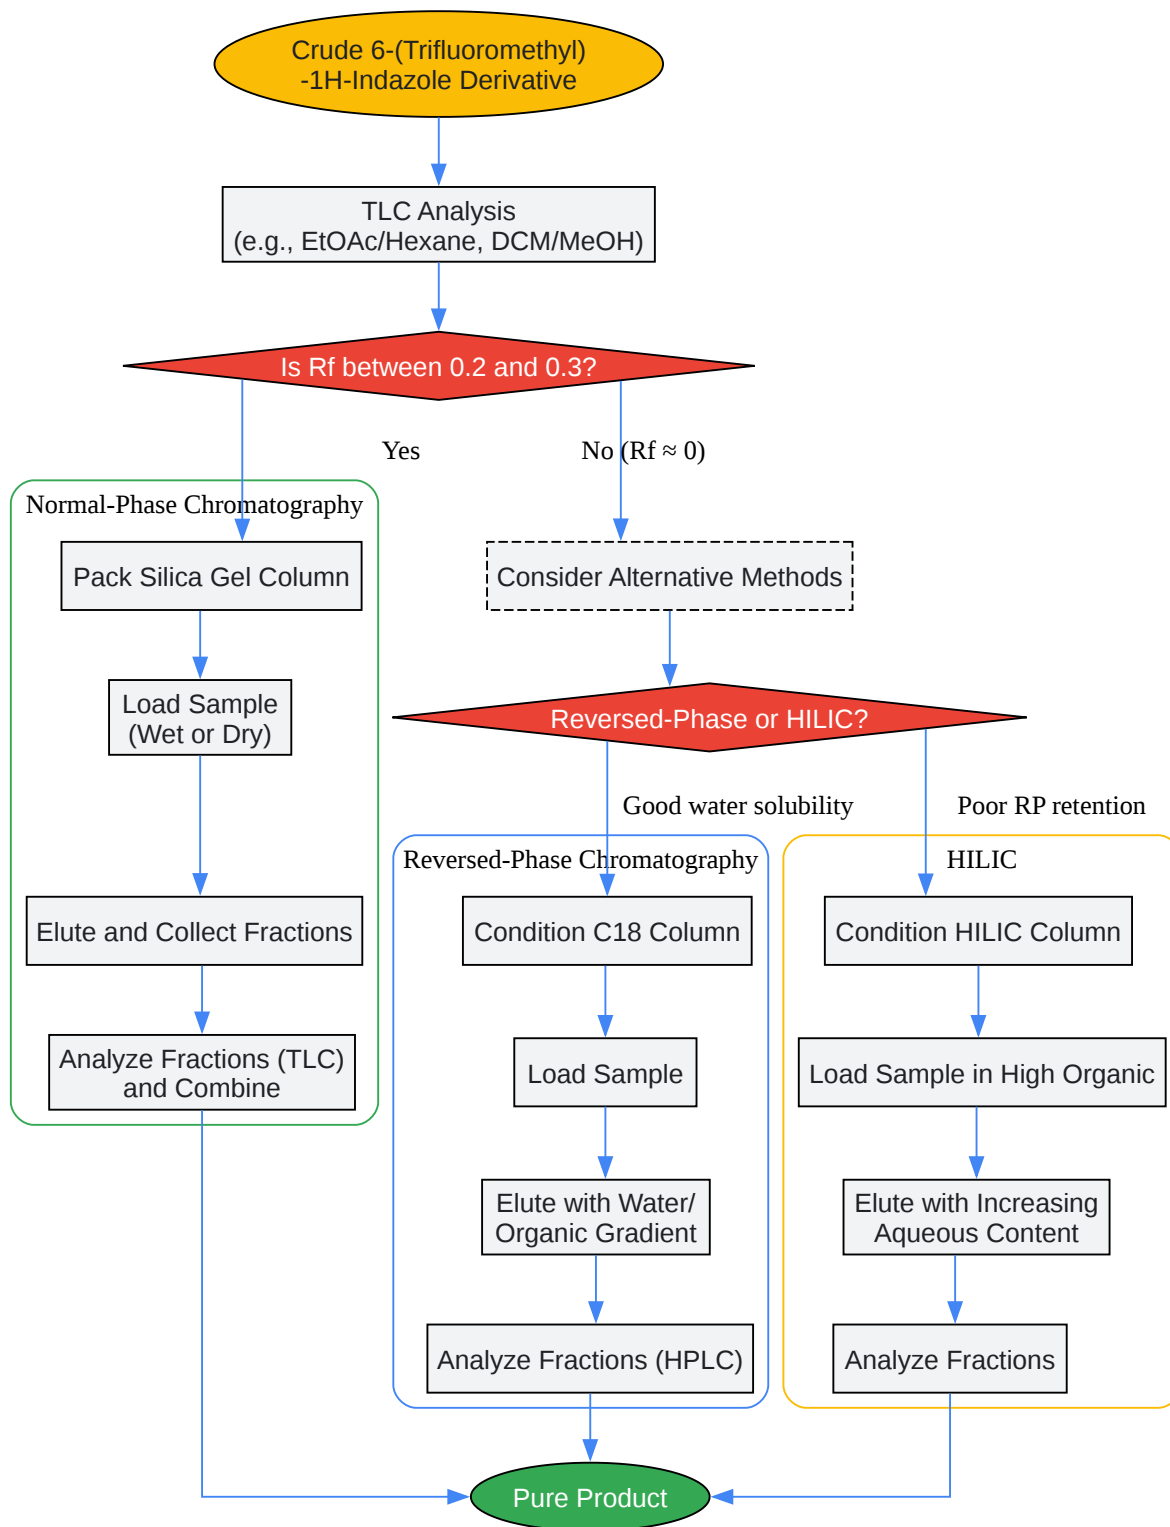 Crude 6-(Trifluoromethyl)
-1H-Indazole Derivative
TLC Analysis
(e.g., EtOAc/Hexane, DCM/MeOH)
Is Rf between 0.2 and 0.3?
Yes
No (Rf ≈ 0)
Normal-Phase Chromatography
Pack Silica Gel Column
Consider Alternative Methods
Load Sample
(Wet or Dry)
Reversed-Phase or HILIC?
Good water solubility
Poor RP retention
Reversed-Phase Chromatography
HILIC
Elute and Collect Fractions
Condition C18 Column
Condition HILIC Column
Analyze Fractions (TLC)
and Combine
Load Sample
Load Sample in High Organic
Elute with Water/
Organic Gradient
Elute with Increasing
Aqueous Content
Analyze Fractions (HPLC)
Analyze Fractions
Pure Product